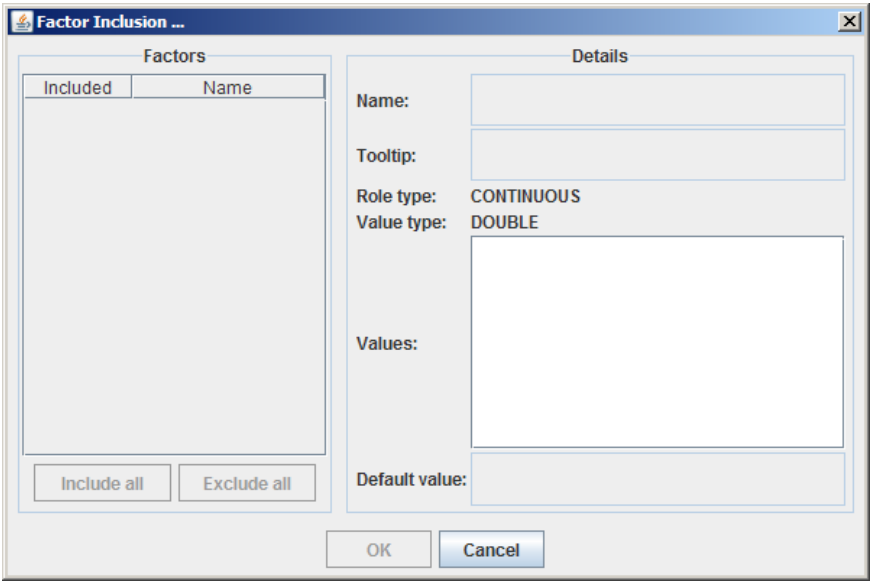 Factor Inclusion ...
Factors
Included Name
Include all Exclude all
Details
Name:
Tooltip:
Role type: CONTINUOUS
Value type: DOUBLE
Values:
Default value:
OK Cancel